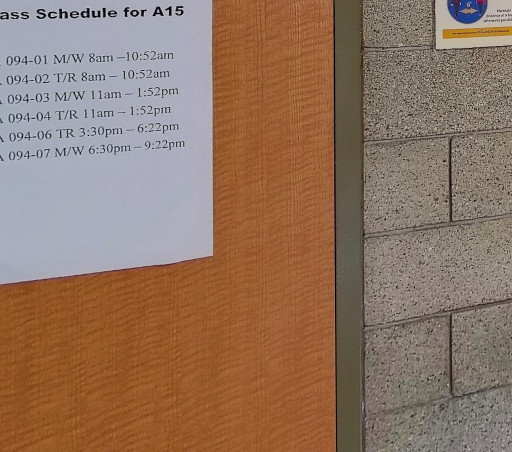 ass Schedule for A15
094-01 M/W 8am –10:52am
094-02 T/R 8am – 10:52am
A 094-03 M/W 11am – 1:52pm
A 094-04 T/R 11am – 1:52pm
A 094-06 TR 3:30pm – 6:22pm
A 094-07 M/W 6:30pm – 9:22pm
6'